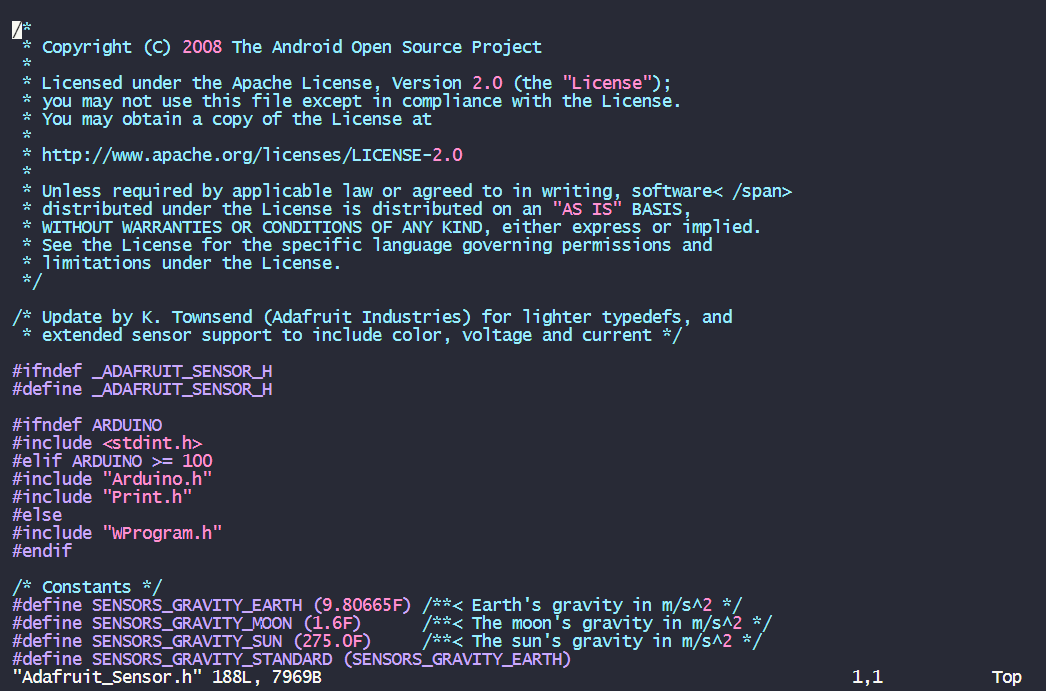 /*
 * Copyright (C) 2008 The Android Open Source Project
 *
 * Licensed under the Apache License, Version 2.0 (the "License");
 * you may not use this file except in compliance with the License.
 * You may obtain a copy of the License at
 *
 * http://www.apache.org/licenses/LICENSE-2.0
 *
 * Unless required by applicable law or agreed to in writing, software< /span>
 * distributed under the License is distributed on an "AS IS" BASIS,
 * WITHOUT WARRANTIES OR CONDITIONS OF ANY KIND, either express or implied.
 * See the License for the specific language governing permissions and
 * limitations under the License.
 */

/* Update by K. Townsend (Adafruit Industries) for lighter typedefs, and
 * extended sensor support to include color, voltage and current */

#ifndef _ADAFRUIT_SENSOR_H
#define _ADAFRUIT_SENSOR_H

#ifndef ARDUINO
#include <stdint.h>
#elif ARDUINO >= 100
#include "Arduino.h"
#include "Print.h"
#else
#include "WProgram.h"
#endif

/* Constants */
#define SENSORS_GRAVITY_EARTH (9.80665F) /**< Earth's gravity in m/s^2 */
#define SENSORS_GRAVITY_MOON (1.6F)      /**< The moon's gravity in m/s^2 */
#define SENSORS_GRAVITY_SUN (275.0F)     /**< The sun's gravity in m/s^2 */
#define SENSORS_GRAVITY_STANDARD (SENSORS_GRAVITY_EARTH)
"Adafruit_Sensor.h" 188L, 7969B 1,1 Top